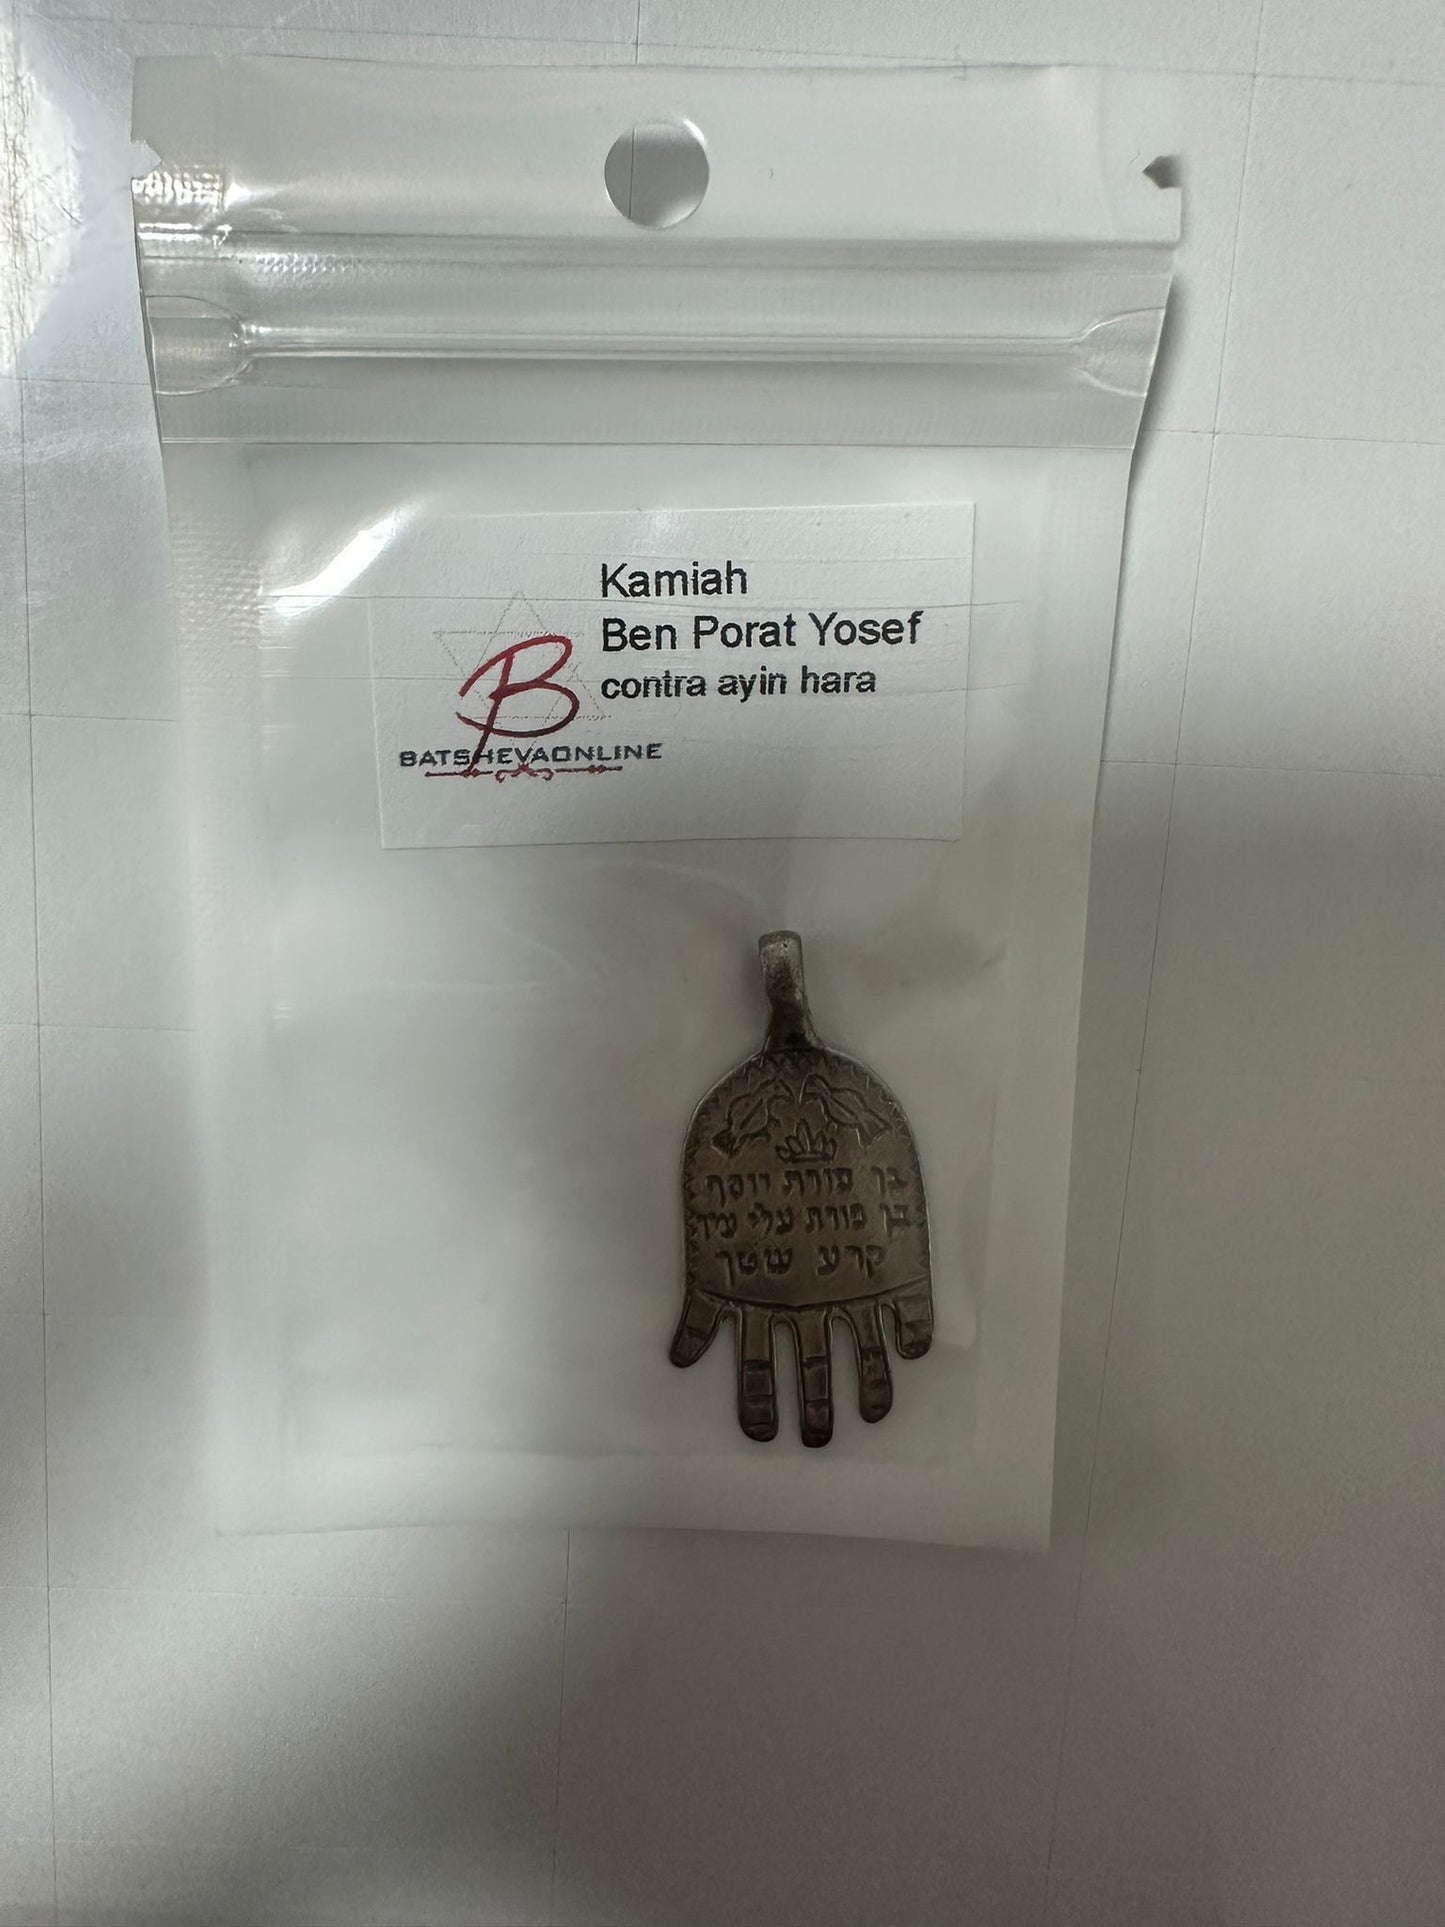 Kamiah
Ben Porat Yosef
contra ayin hara
B
BATSHEVAONLINE
בן פורת יוסף
בן פורת עלי עין
קרע שטן